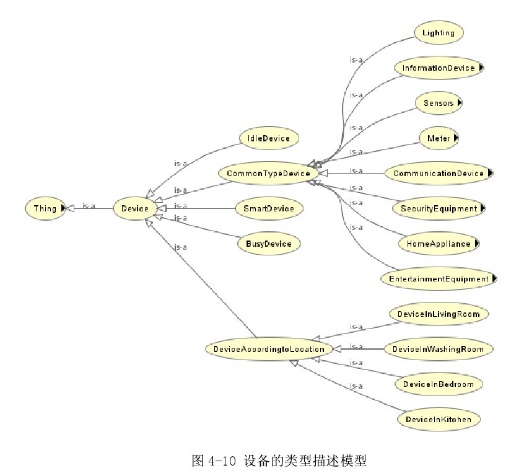 Lighting
is-a
InformationDevice
is-a
Sensors
is-a
is-a
Meter
IdleDevice
is-a
is-a
CommonTypeDevice
is-a
CommunicationDevice
is-a
Thing
is-a
Device
is-a
SmartDevice
is-a
SecurityEquipment
is-a
BusyDevice
is-a
HomeAppliance
is-a
is-a
EntertainmentEquipment
DeviceInLivingRoom
is-a
DeviceAccordingtoLocation
is-a
DeviceInWashingRoom
is-a
DeviceInBedroom
is-a
DeviceInKitchen
图 4-10 设备的类型描述模型